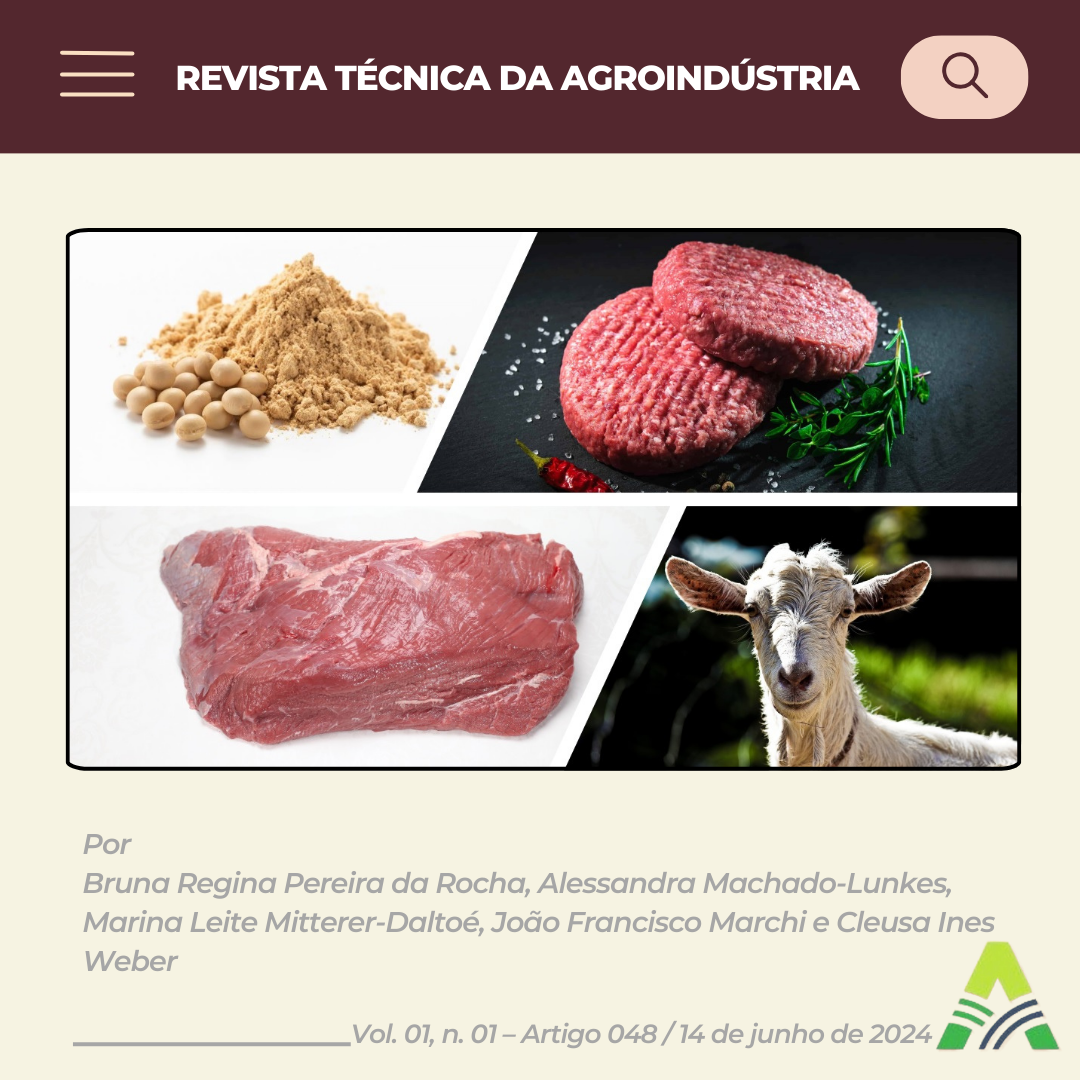 REVISTA TÉCNICA DA AGROINDÚSTRIA
Por
Bruna Regina Pereira da Rocha, Alessandra Machado-Lunkes,
Marina Leite Mitterer-Daltoé, João Francisco Marchi e Cleusa Ines
Weber
Vol. 01, n. 01 – Artigo 048 / 14 de junho de 2024